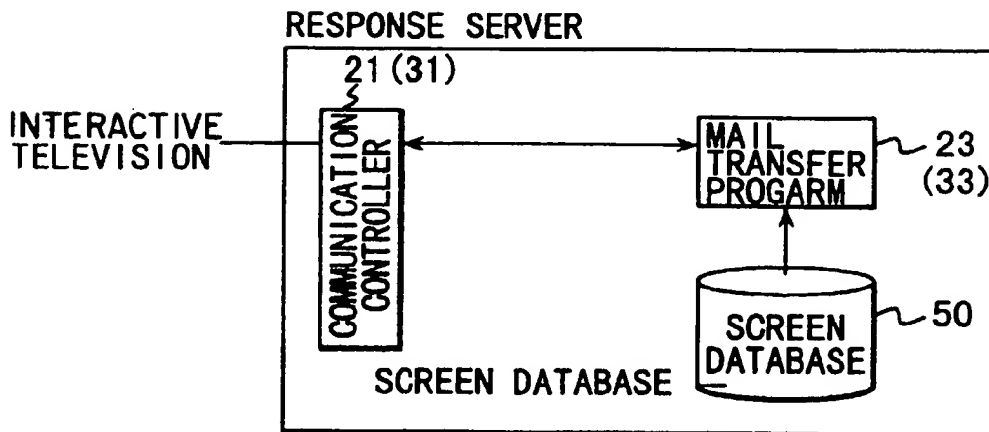 RESPONSE SERVER
21(31)
INTERACTIVE
TELEVISION
COMMUNICATION
CONTROLLER
MAIL
TRANSFER
PROGARM
23
(33)
SCREEN
DATABASE
50
SCREEN DATABASE